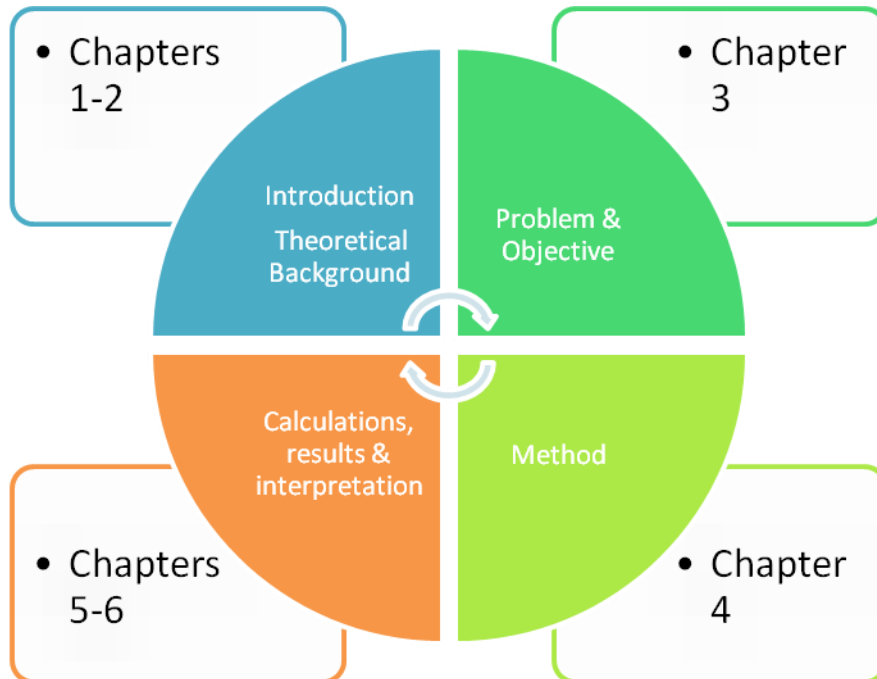 • Chapters
1-2
• Chapter
3
Introduction
Theoretical
Background
Problem &
Objective
Calculations,
results &
interpretation
Method
• Chapters
5-6
• Chapter
4